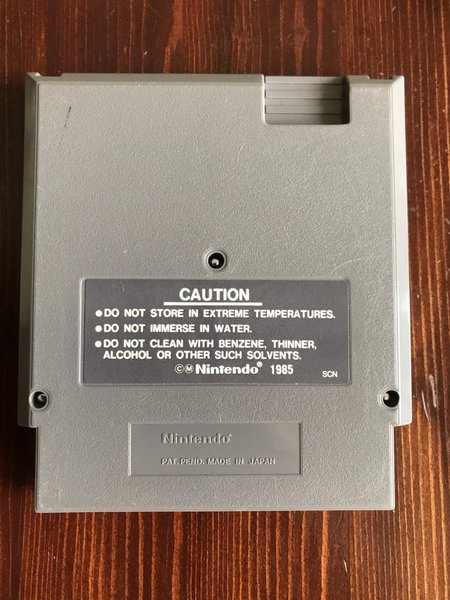 CAUTION
●DO NOT STORE IN EXTREME TEMPERATURES.
●DO NOT IMMERSE IN WATER.
●DO NOT CLEAN WITH BENZENE, THINNER,
ALCOHOL OR OTHER SUCH SOLVENTS.
©Ⓜ Nintendo® 1985 SCN
Nintendo®
PAT.PEND. MADE IN JAPAN